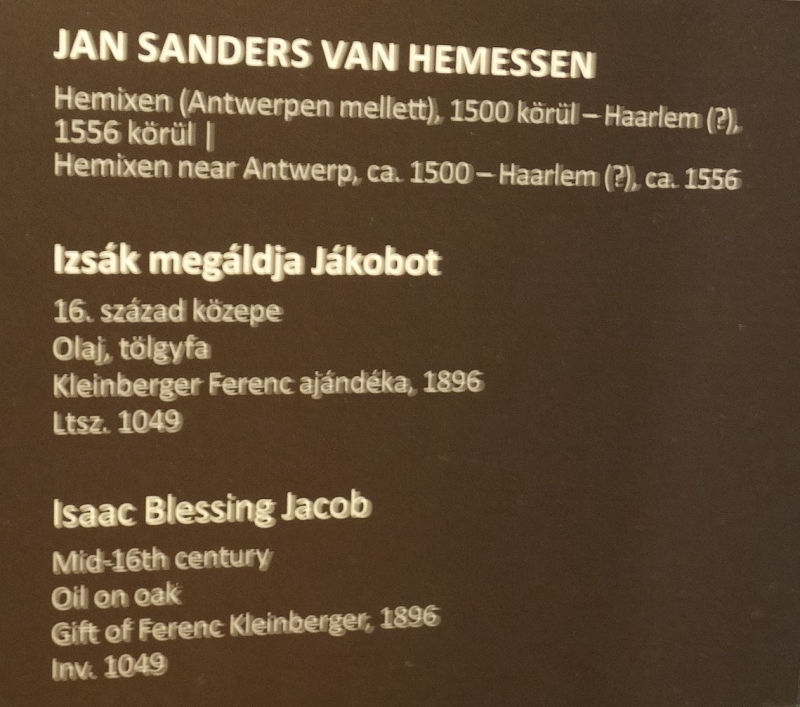 JAN SANDERS VAN HEMESSEN
Hemixen (Antwerpen mellett), 1500 körül – Haarlem (?),
1556 körül |
Hemixen near Antwerp, ca. 1500 – Haarlem (?), ca. 1556
Izsák megáldja Jákobot
16. század közepe
Olaj, tölgyfa
Kleinberger Ferenc ajándéka, 1896
Ltsz. 1049
Isaac Blessing Jacob
Mid-16th century
Oil on oak
Gift of Ferenc Kleinberger, 1896
Inv. 1049